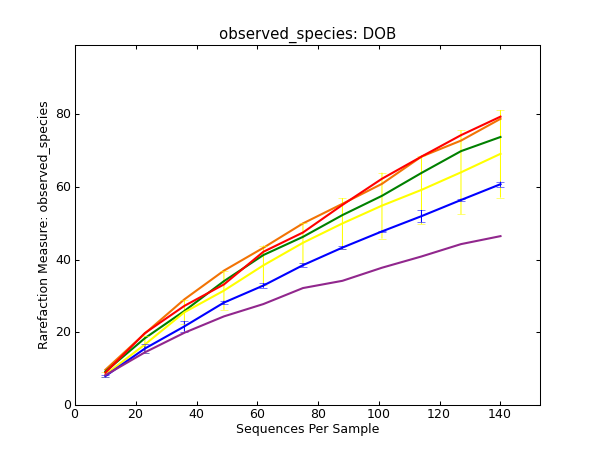 observed_species: DOB
Rarefaction Measure: observed_species
80
60
40
20
0
0 20 40 60 80 100 120 140
Sequences Per Sample